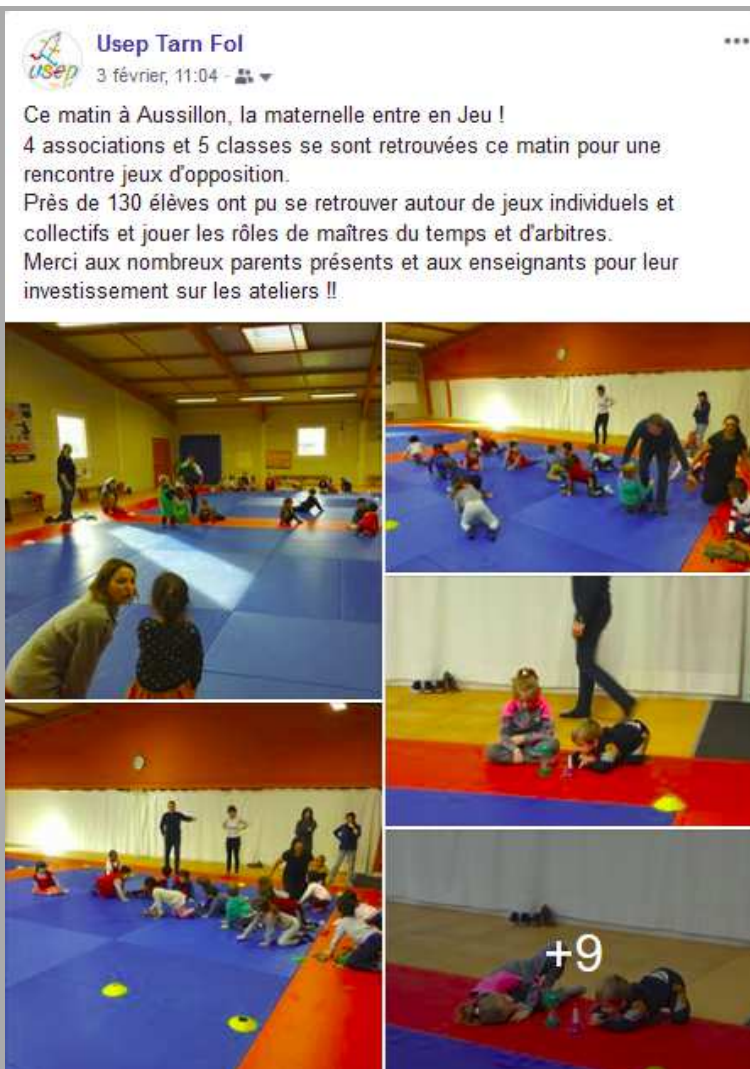 usep
Usep Tarn Fol
3 février, 11:04
Ce matin à Aussillon, la maternelle entre en Jeu !
4 associations et 5 classes se sont retrouvées ce matin pour une
rencontre jeux d'opposition.
Près de 130 élèves ont pu se retrouver autour de jeux individuels et
collectifs et jouer les rôles de maîtres du temps et d'arbitres.
Merci aux nombreux parents présents et aux enseignants pour leur
investissement sur les ateliers !!
+9